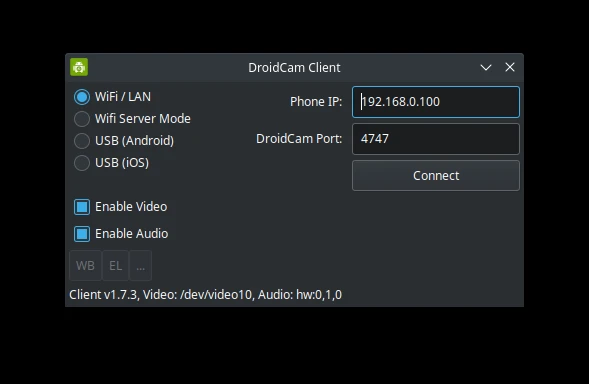 DroidCam Client
WiFi / LAN
Wifi Server Mode
USB (Android)
USB (iOS)
Phone IP: 192.168.0.100
DroidCam Port: 4747
Connect
Enable Video
Enable Audio
WB EL ...
Client v1.7.3, Video: /dev/video10, Audio: hw:0,1,0